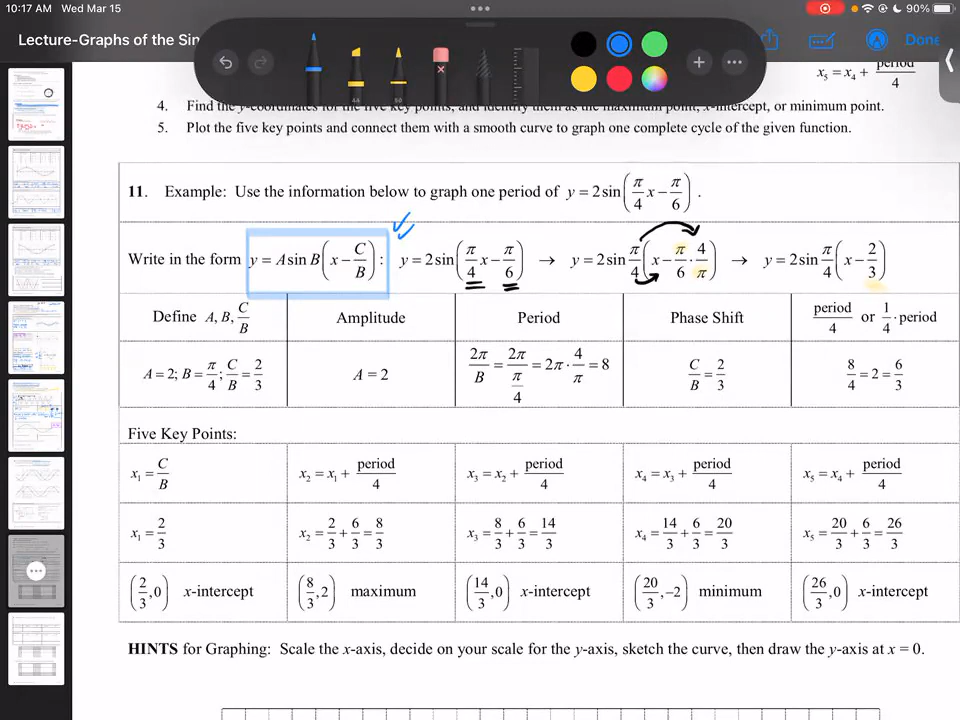 10:17 AM Wed Mar 15
90%
Lecture-Graphs of the Sin
Done
44
50
x₅ = x₄ + period/4
4. Find the y-coordinates for the five key points, and identify them as the maximum point, x-intercept, or minimum point.
5. Plot the five key points and connect them with a smooth curve to graph one complete cycle of the given function.
11. Example: Use the information below to graph one period of y = 2 sin(π/4 x − π/6).
Write in the form y = A sin B(x − C/B): y = 2 sin(π/4 x − π/6) → y = 2 sin π/4 (x − π/6 · 4/π) → y = 2 sin π/4 (x − 2/3)
Define A, B, C/B Amplitude Period Phase Shift period/4 or 1/4 · period
A = 2; B = π/4; C/B = 2/3 A = 2 2π/B = 2π/(π/4) = 2π · 4/π = 8 C/B = 2/3 8/4 = 2 = 6/3
Five Key Points:
x₁ = C/B x₂ = x₁ + period/4 x₃ = x₂ + period/4 x₄ = x₃ + period/4 x₅ = x₄ + period/4
x₁ = 2/3 x₂ = 2/3 + 6/3 = 8/3 x₃ = 8/3 + 6/3 = 14/3 x₄ = 14/3 + 6/3 = 20/3 x₅ = 20/3 + 6/3 = 26/3
(2/3, 0) x-intercept (8/3, 2) maximum (14/3, 0) x-intercept (20/3, −2) minimum (26/3, 0) x-intercept
HINTS for Graphing: Scale the x-axis, decide on your scale for the y-axis, sketch the curve, then draw the y-axis at x = 0.